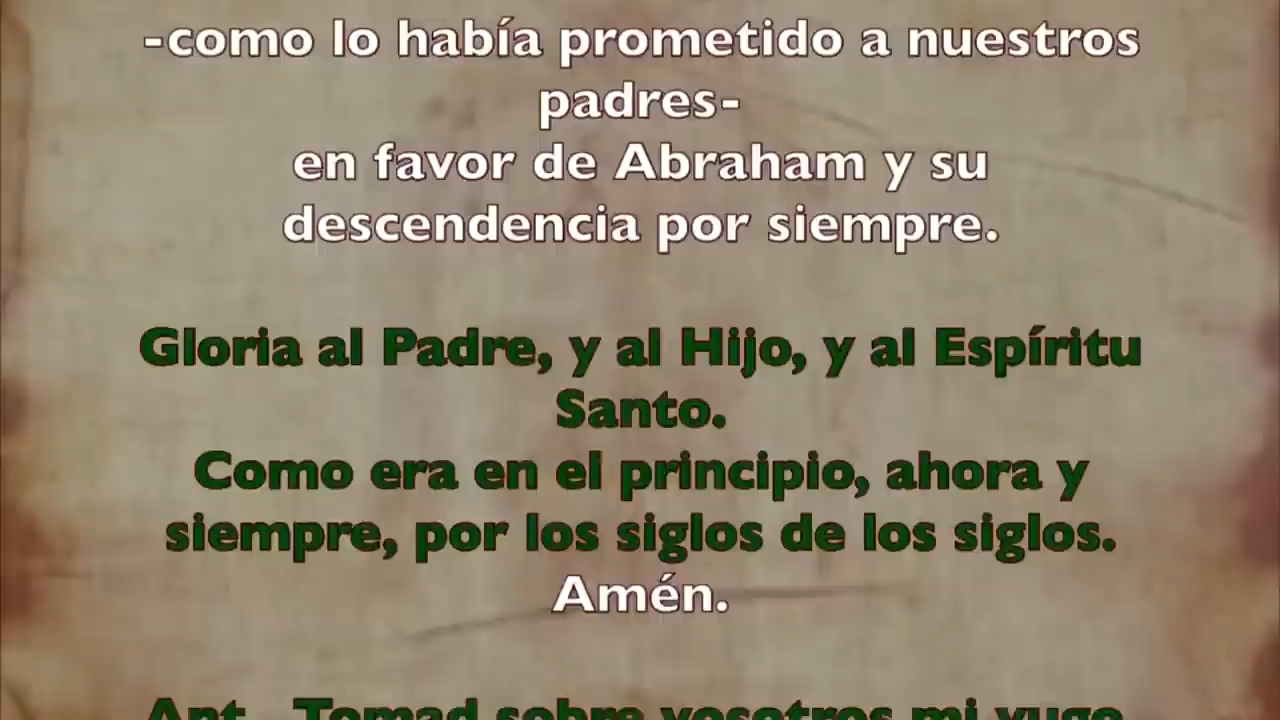 -como lo había prometido a nuestros
padres-
en favor de Abraham y su
descendencia por siempre.
Gloria al Padre, y al Hijo, y al Espíritu
Santo.
Como era en el principio, ahora y
siempre, por los siglos de los siglos.
Amén.
Ant. Tomad sobre vosotros mi yugo